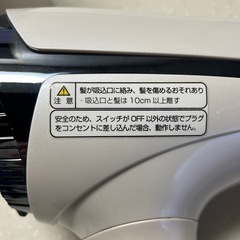 注意
髪が吸込口に絡み、髪を傷めるおそれあり
・吸込口と髪は10cm以上離す
安全のため、スイッチがOFF以外の状態でプラグ
をコンセントに差し込んだ場合、動作しません。